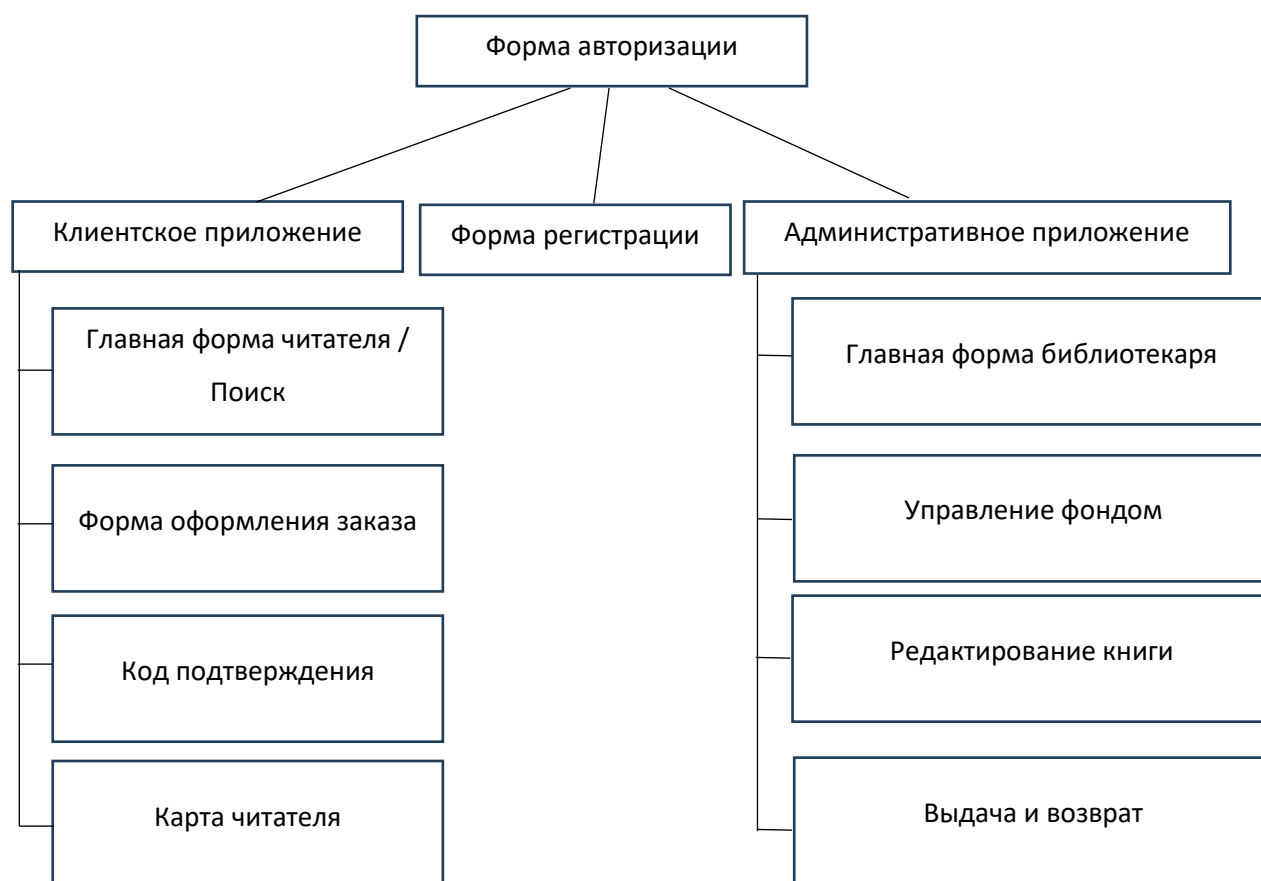 Форма авторизации
Клиентское приложение
Форма регистрации
Административное приложение
Главная форма читателя /
Поиск
Форма оформления заказа
Код подтверждения
Карта читателя
Главная форма библиотекаря
Управление фондом
Редактирование книги
Выдача и возврат